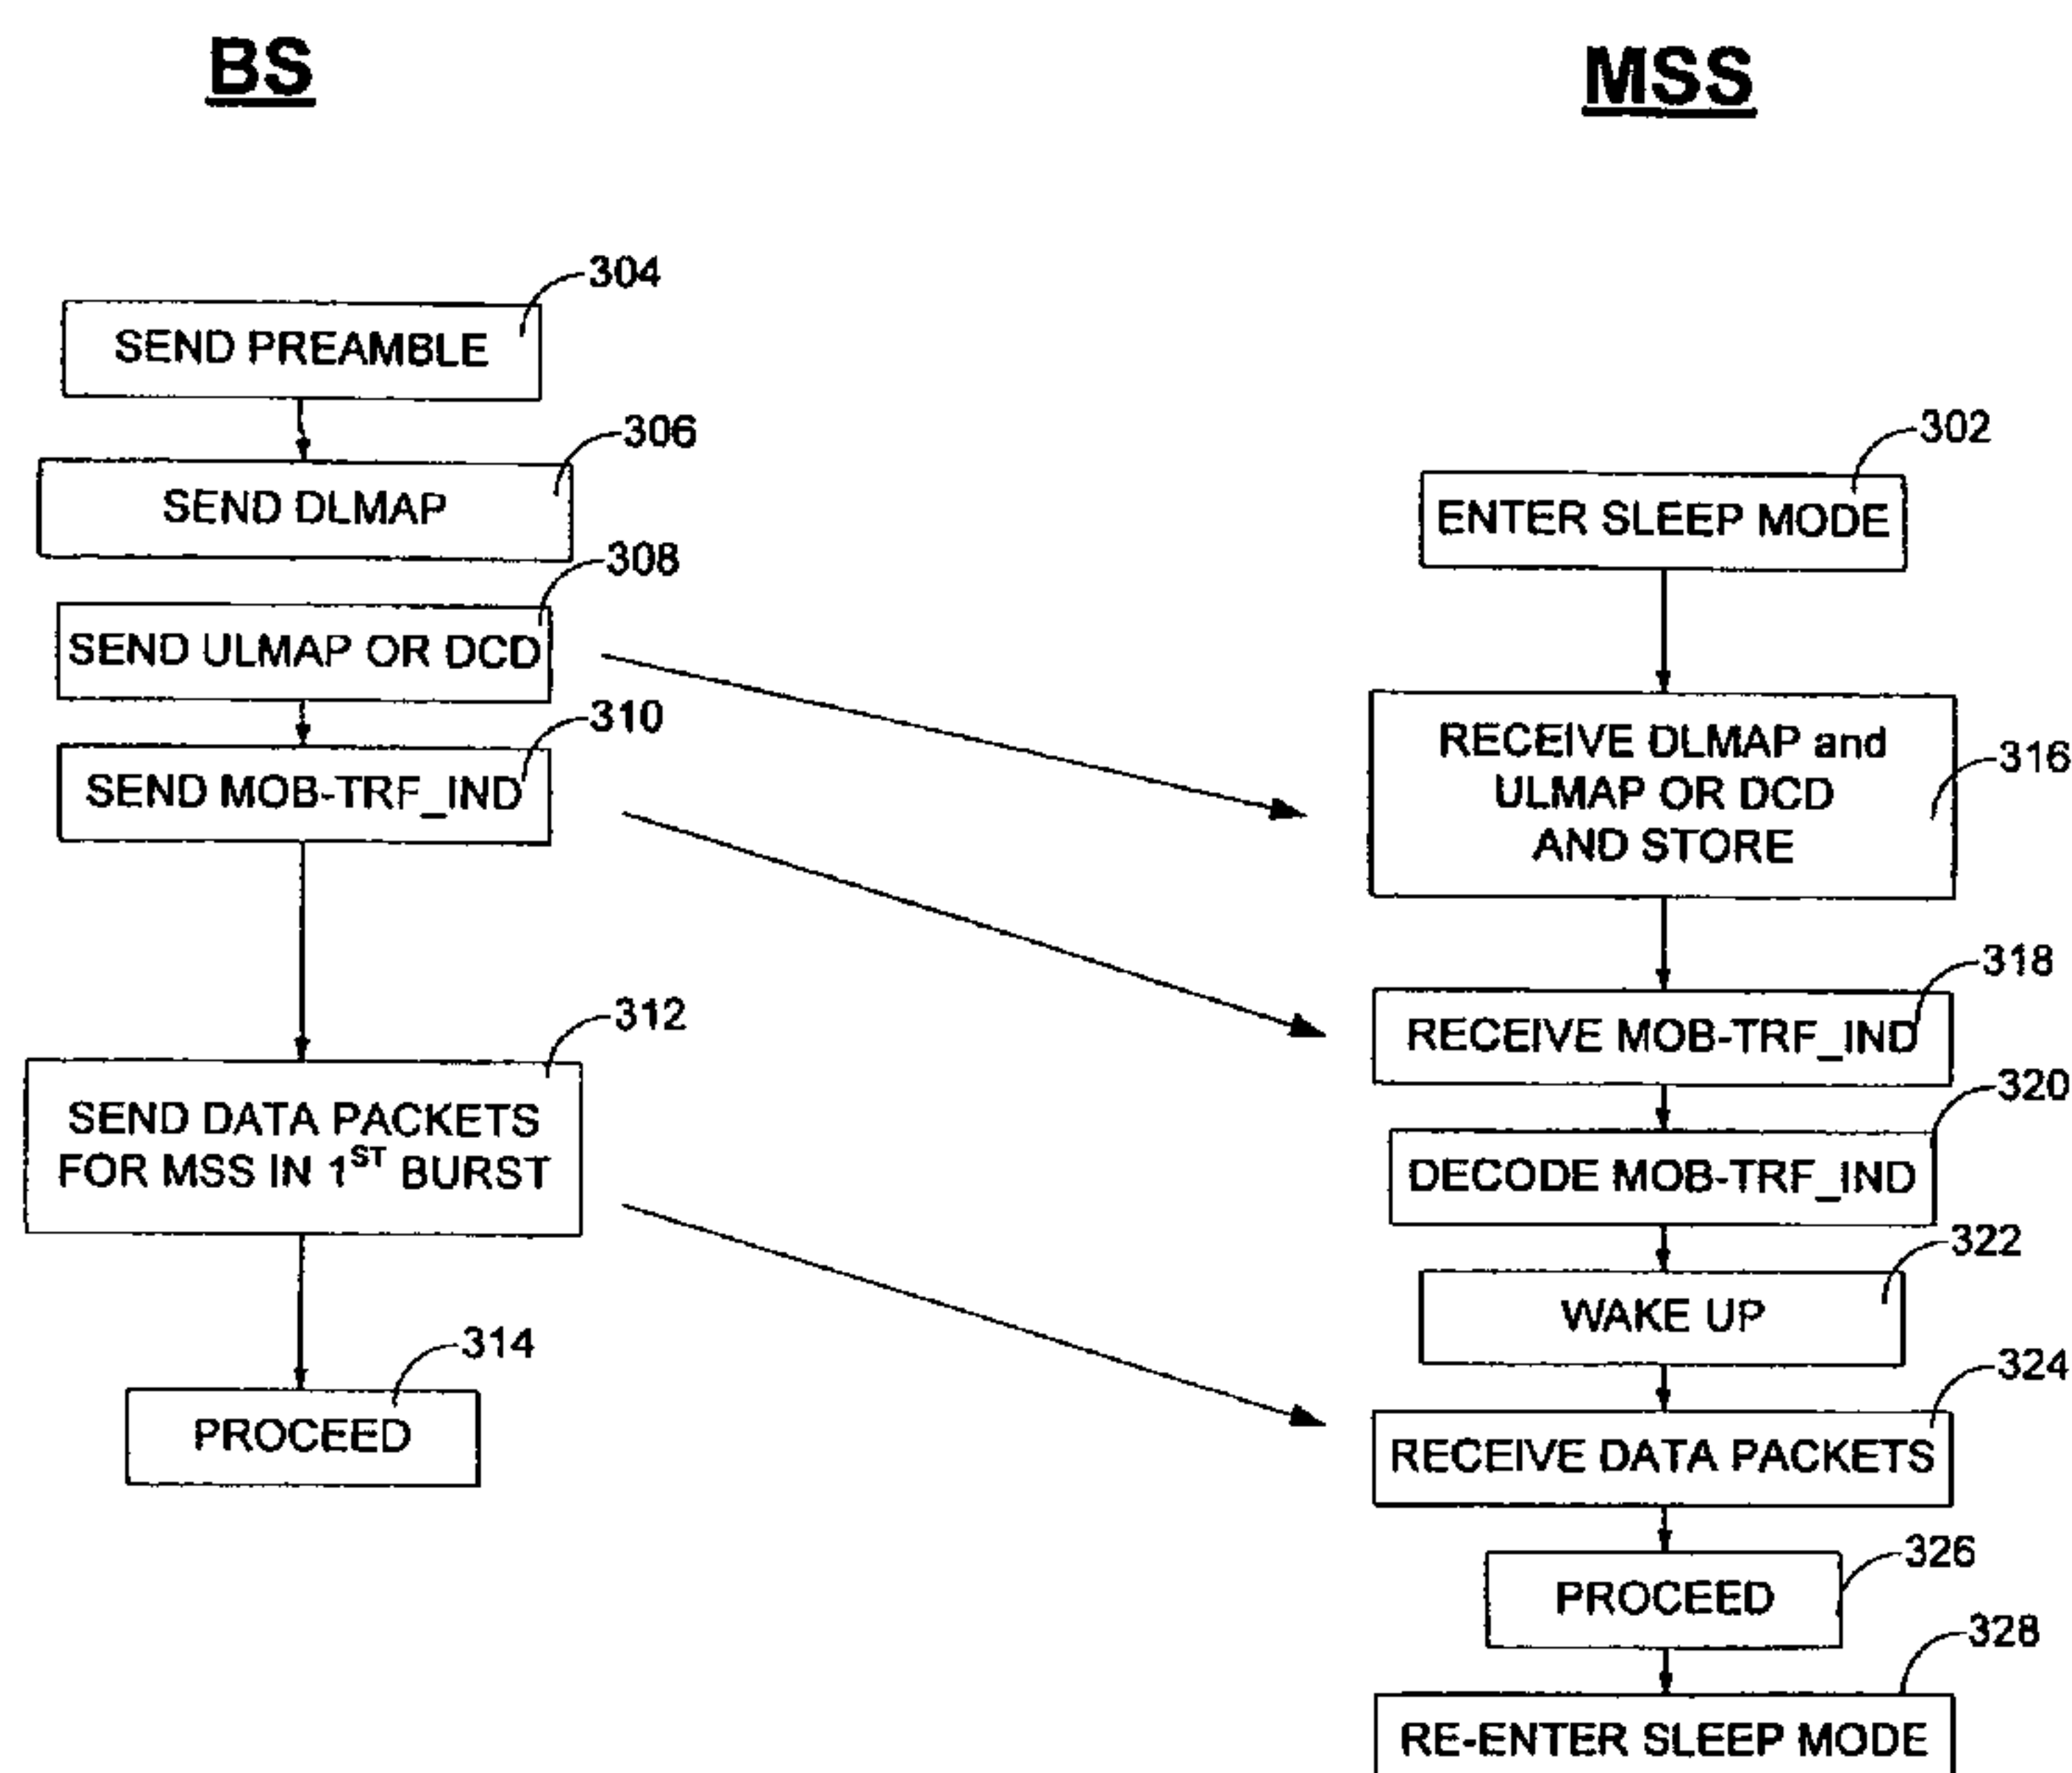 BS
304
SEND PREAMBLE
306
SEND DLMAP
308
SEND ULMAP OR DCD
310
SEND MOB-TRF_IND
312
SEND DATA PACKETS
FOR MSS IN 1ST BURST
314
PROCEED
MSS
302
ENTER SLEEP MODE
316
RECEIVE DLMAP and
ULMAP OR DCD
AND STORE
318
RECEIVE MOB-TRF_IND
320
DECODE MOB-TRF_IND
322
WAKE UP
324
RECEIVE DATA PACKETS
326
PROCEED
328
RE-ENTER SLEEP MODE